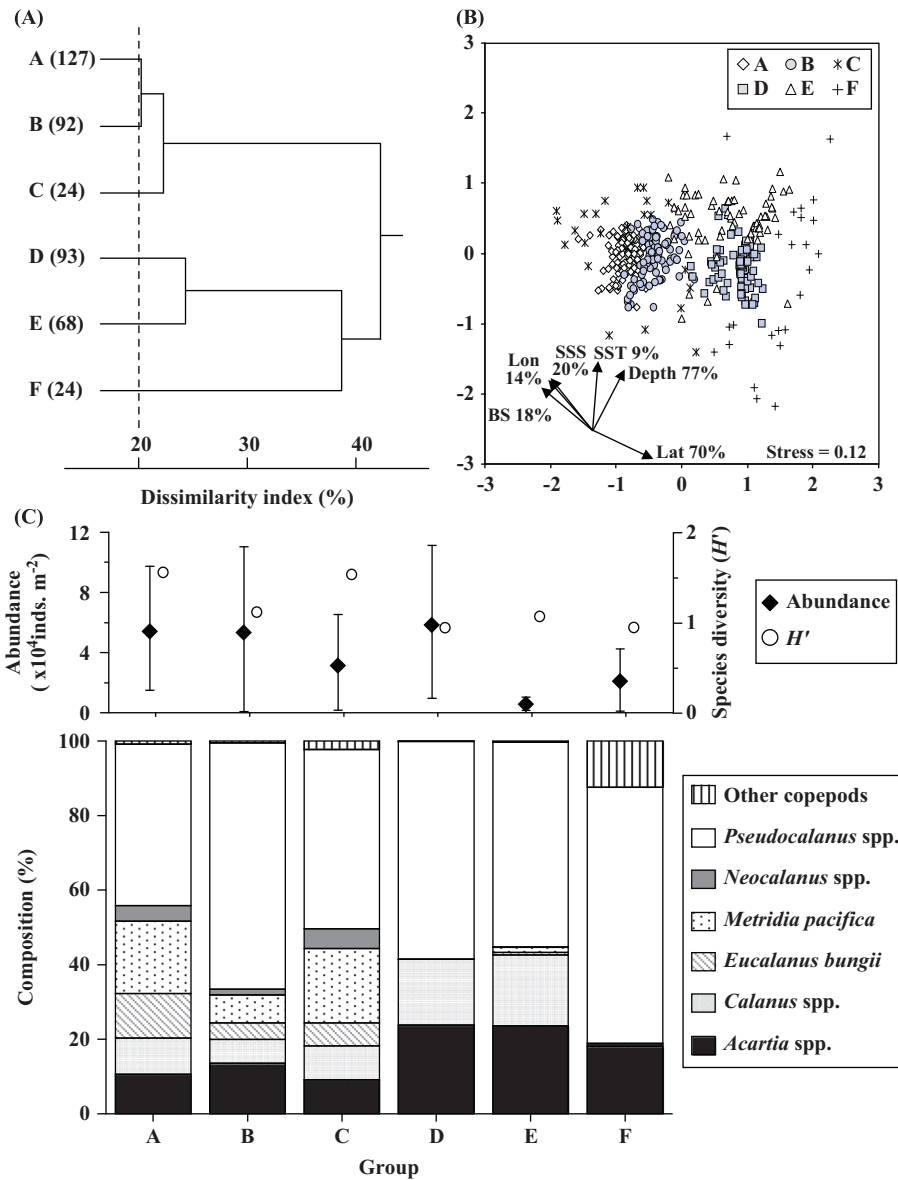 (A)
A (127)
B (92)
C (24)
D (93)
E (68)
F (24)
20 40
Dissimilarity index (%)
(B)
3
2
1
0
-1
-2
-3
-3 -2 -1 0 1 2 3
A B C
D E F
Lon
14%
SSS
20%
SST 9%
Depth 77%
BS 18%
Lat 70%
Stress = 0.12
(C)
Abundance
( x10⁴inds. m⁻²)
12
8
4
0
2
1
0
Species diversity (H')
Abundance
H'
Composition (%)
100
80
60
40
20
0
A B C D E F
Group
Other copepods
Pseudocalanus spp.
Neocalanus spp.
Metridia pacifica
Eucalanus bungii
Calanus spp.
Acartia spp.